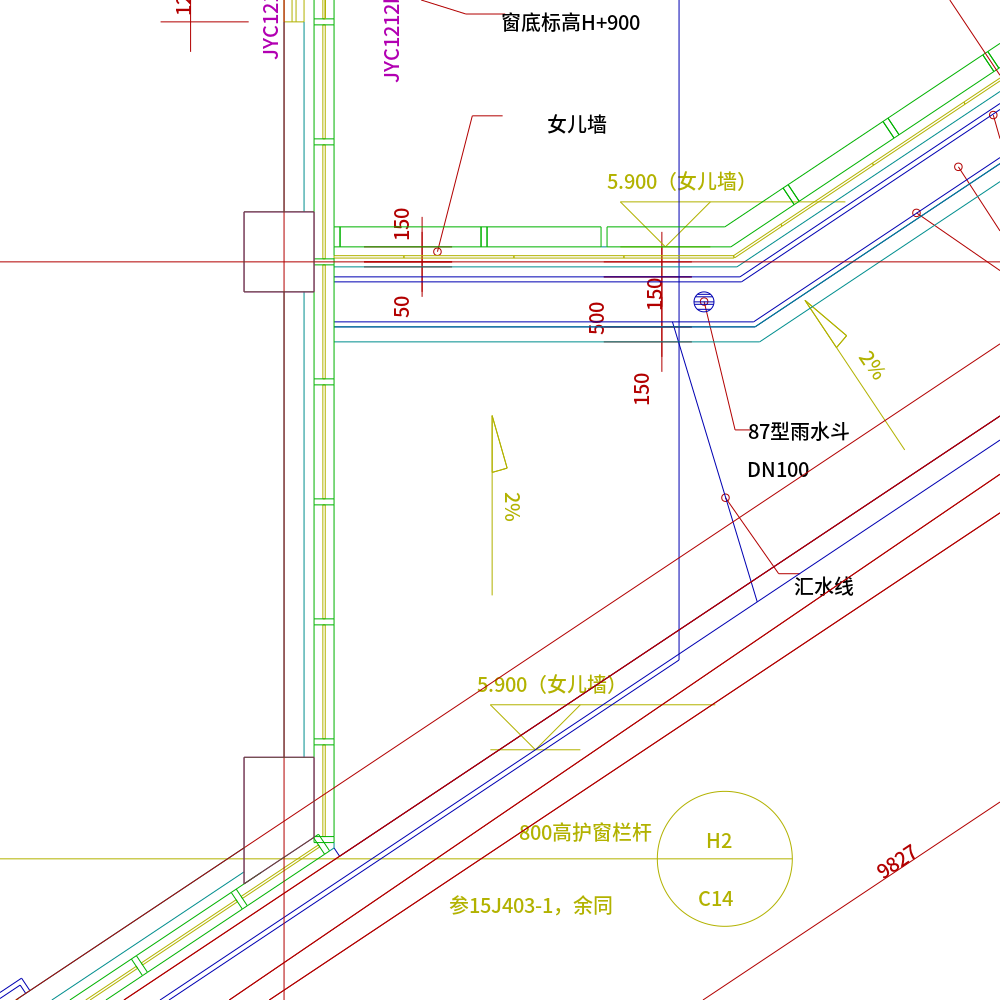 窗底标高H+900
女儿墙
5.900（女儿墙）
150
50
150
500
150
2%
87型雨水斗
DN100
2%
汇水线
5.900（女儿墙）
800高护窗栏杆
H2
9827
参15J403-1，余同
C14